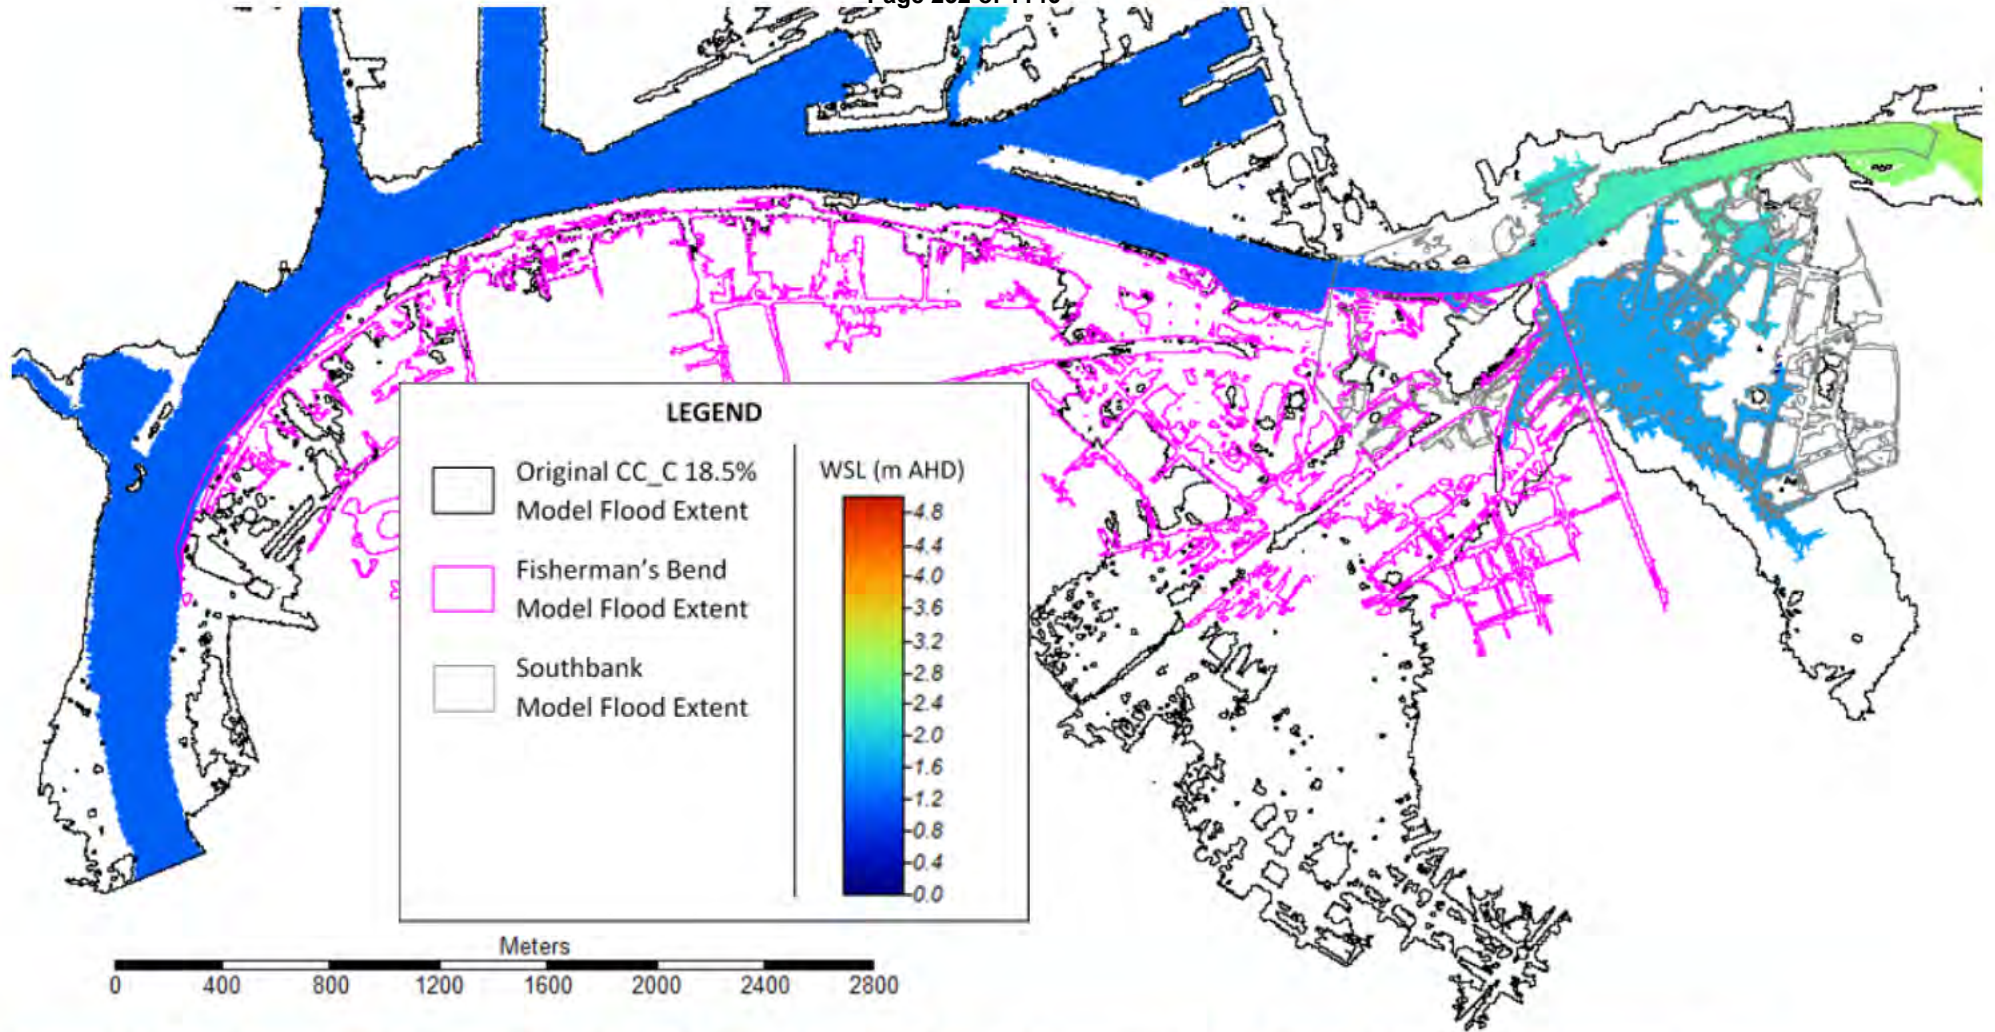 LEGEND
Original CC_C 18.5%
Model Flood Extent
Fisherman's Bend
Model Flood Extent
Southbank
Model Flood Extent
WSL (m AHD)
4.8
4.4
4.0
3.6
3.2
2.8
2.4
2.0
1.6
1.2
0.8
0.4
0.0
Meters
0 400 800 1200 1600 2000 2400 2800